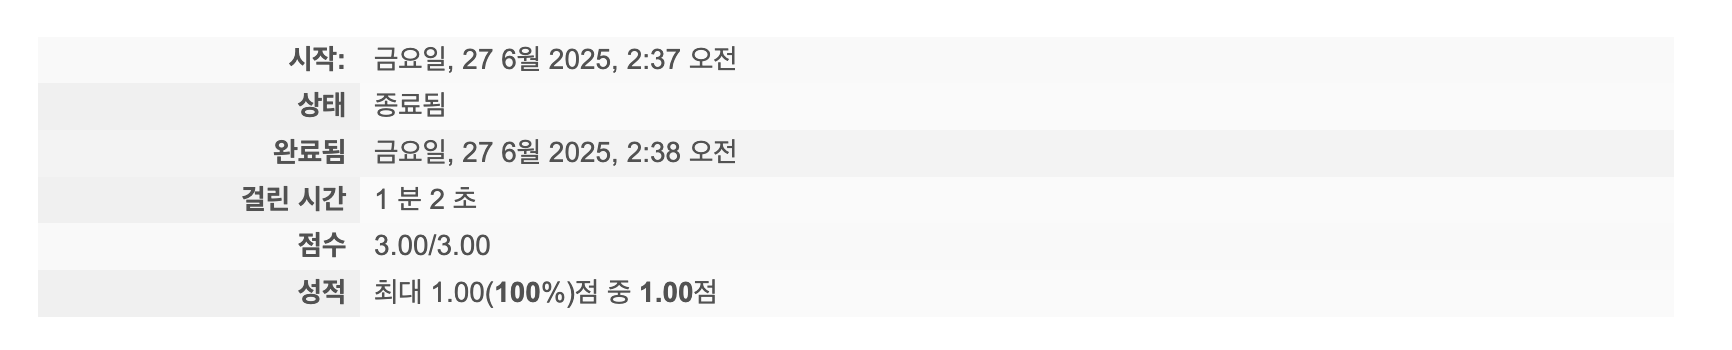 시작: 금요일, 27 6월 2025, 2:37 오전
상태 종료됨
완료됨 금요일, 27 6월 2025, 2:38 오전
걸린 시간 1 분 2 초
점수 3.00/3.00
성적 최대 1.00(100%)점 중 1.00점